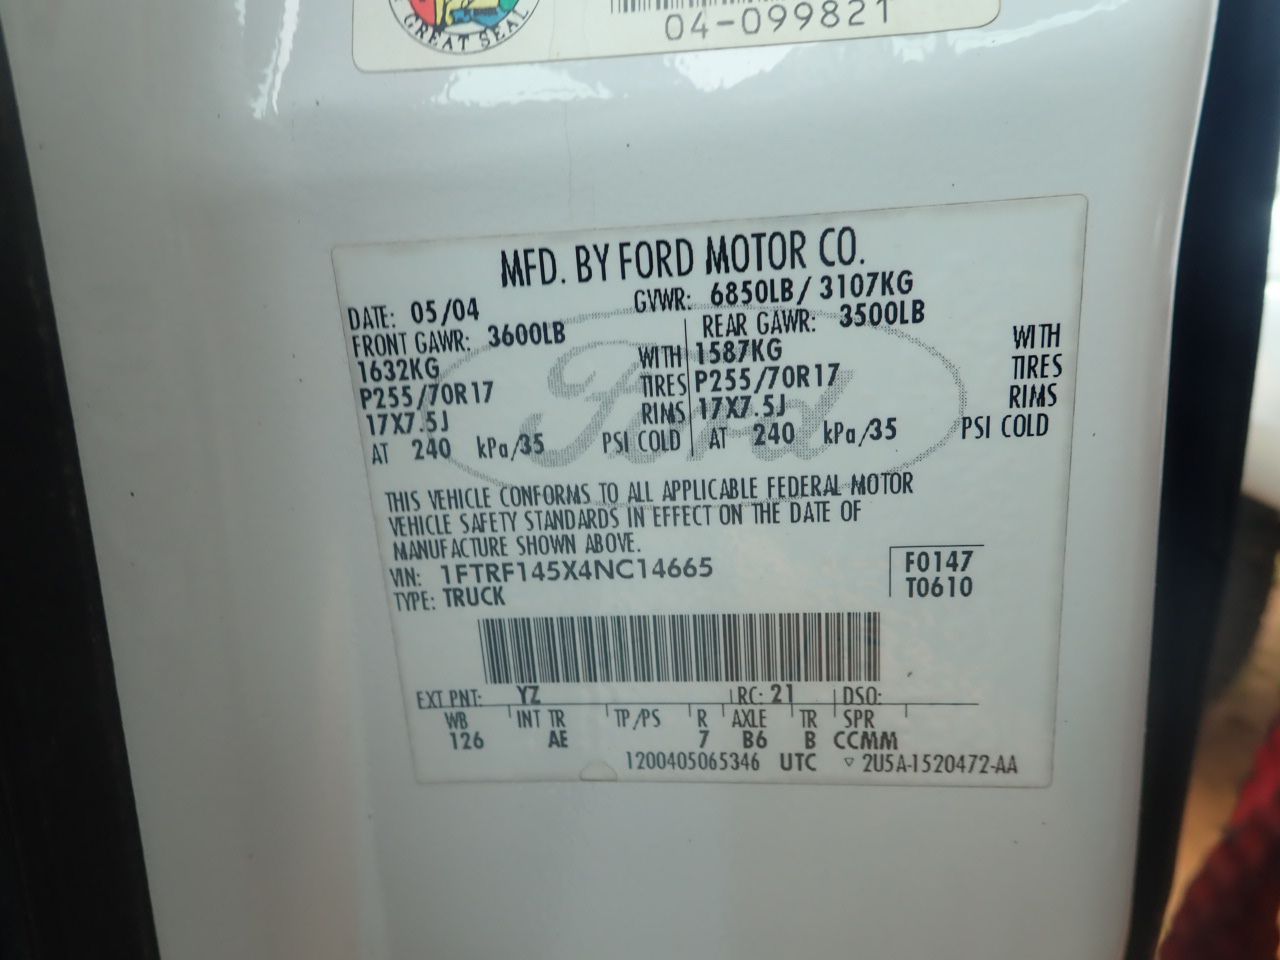 GREAT SEAL
04-099821
MFD. BY FORD MOTOR CO.
DATE: 05/04 GVWR: 6850LB/ 3107KG
FRONT GAWR: 3600LB REAR GAWR: 3500LB
1632KG WITH 1587KG WITH
P255/70R17 TIRES P255/70R17 TIRES
17X7.5J RIMS 17X7.5J RIMS
AT 240 kPa/35 PSI COLD AT 240 kPa/35 PSI COLD
Ford
THIS VEHICLE CONFORMS TO ALL APPLICABLE FEDERAL MOTOR
VEHICLE SAFETY STANDARDS IN EFFECT ON THE DATE OF
MANUFACTURE SHOWN ABOVE.
VIN: 1FTRF145X4NC14665 F0147
TYPE: TRUCK T0610
EXT PNT: YZ RC: 21 DSO:
WB INT TR TP/PS R AXLE TR SPR
126 AE 7 B6 B CCMM
1200405065346 UTC ▽ 2U5A-1520472-AA